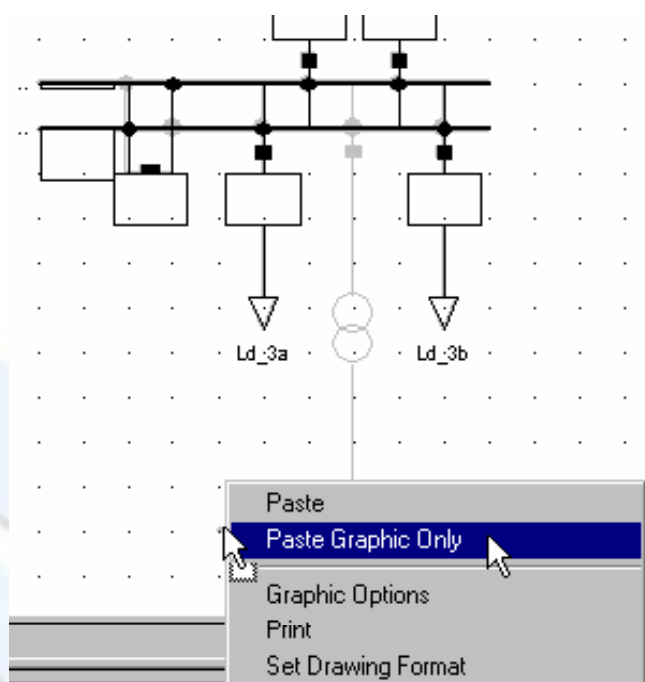 ..
..
Ld_3a
Ld_3b
Paste
Paste Graphic Only
Graphic Options
Print
Set Drawing Format